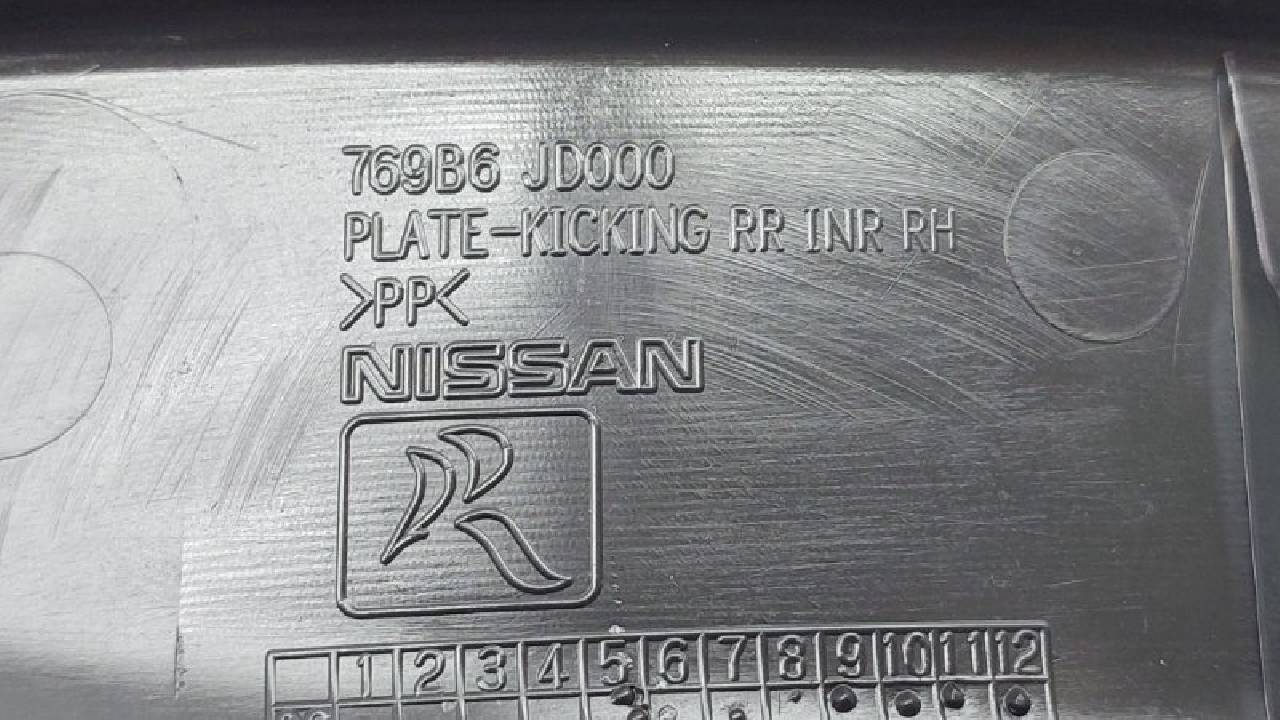 769B6 JD000
PLATE-KICKING RR INR RH
>PP<
NISSAN
1 2 3 4 5 6 7 8 9 10 11 12